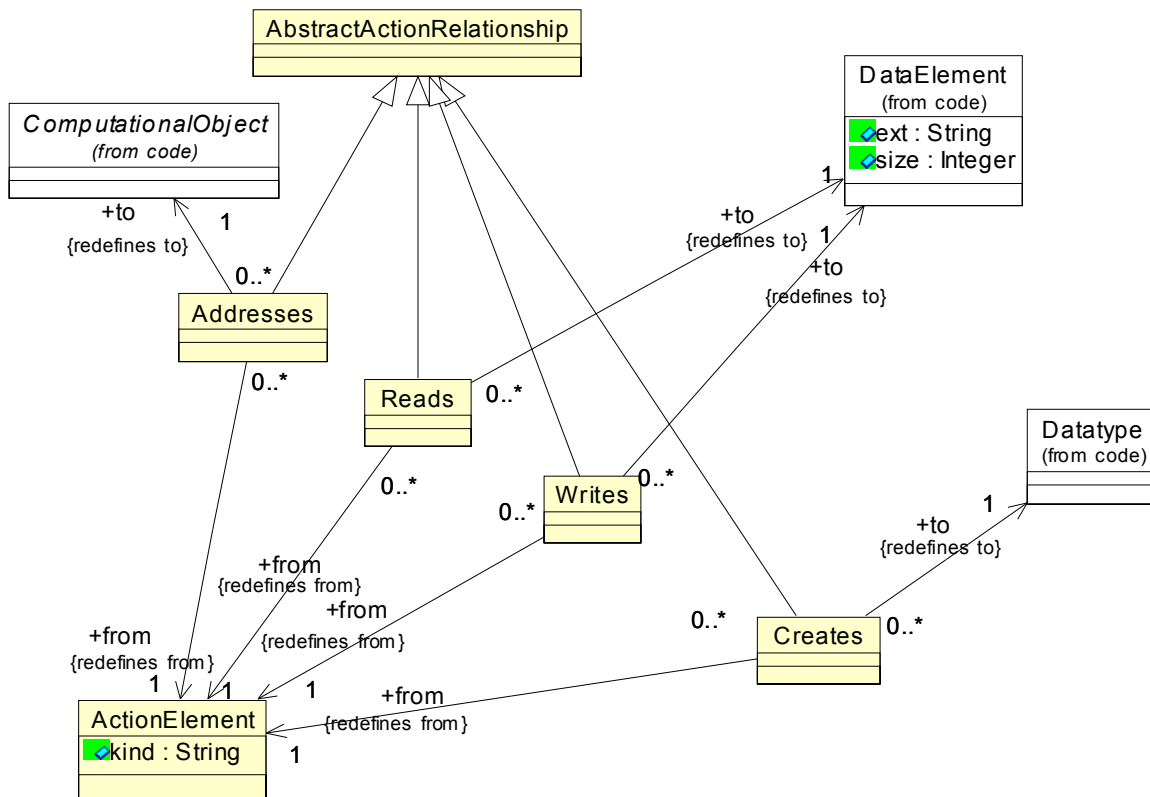 AbstractActionRelationship
DataElement
(from code)
ext : String
size : Integer
ComputationalObject
(from code)
+to
1
{redefines to}
1
+to
{redefines to}
1
+to
{redefines to}
0..*
Addresses
0..*
Reads
0..*
0..*
Datatype
(from code)
Writes
0..*
0..*
1
+to
{redefines to}
+from
{redefines from}
+from
{redefines from}
+from
{redefines from}
0..*
Creates
0..*
1
1
1
+from
{redefines from}
1
ActionElement
kind : String